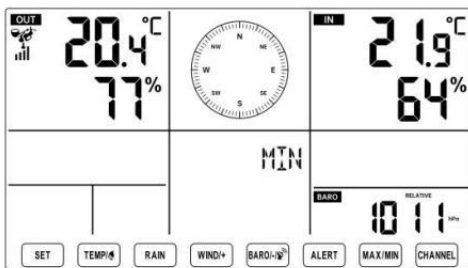 OUT 20.4°C
77%
N
NW NE
W E
SW SE
S
IN 21.9°C
64%
MIN
BARO RELATIVE
1011 hPa
SET TEMP/ RAIN WIND/+ BARO/-/ ALERT MAX/MIN CHANNEL